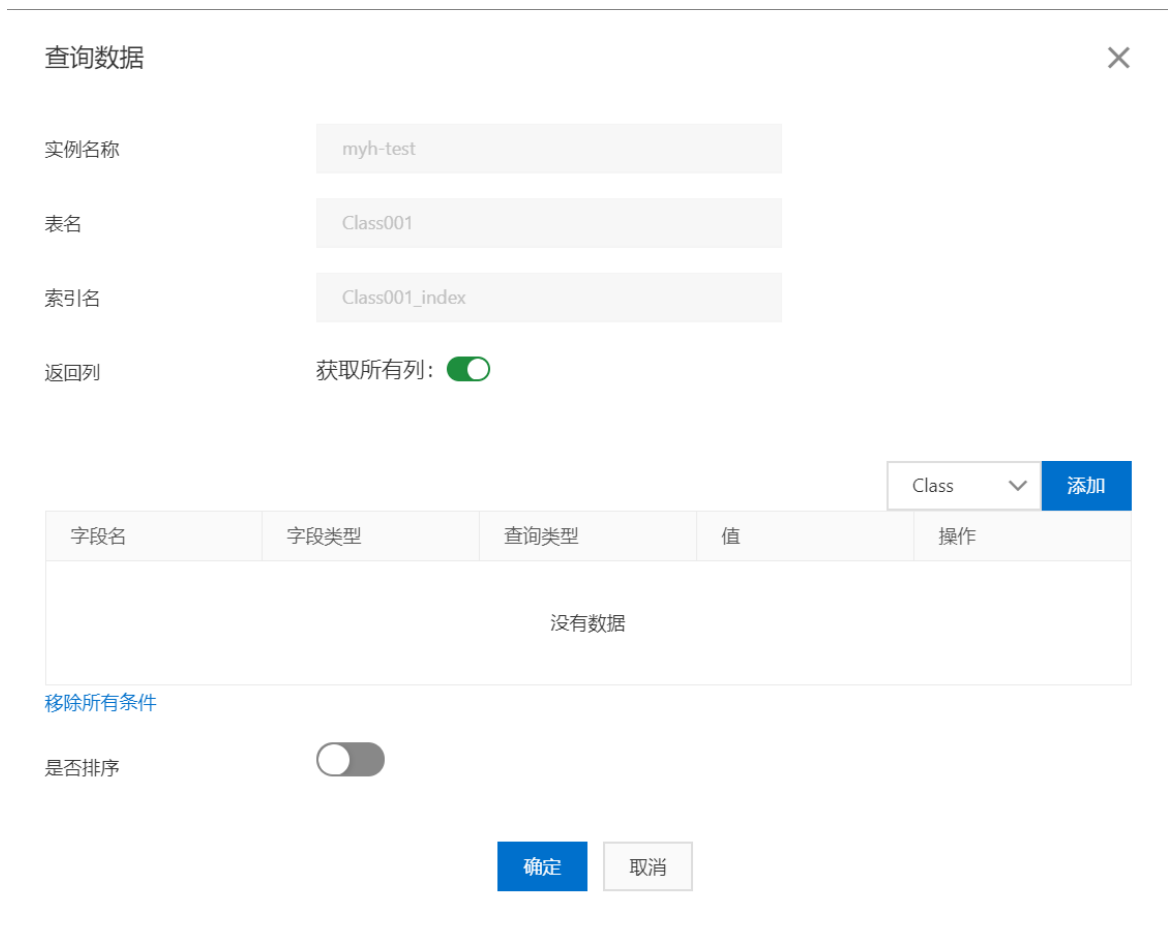 查询数据
实例名称 myh-test
表名 Class001
索引名 Class001_index
返回列 获取所有列：
Class 添加
字段名 字段类型 查询类型 值 操作
没有数据
移除所有条件
是否排序
确定 取消